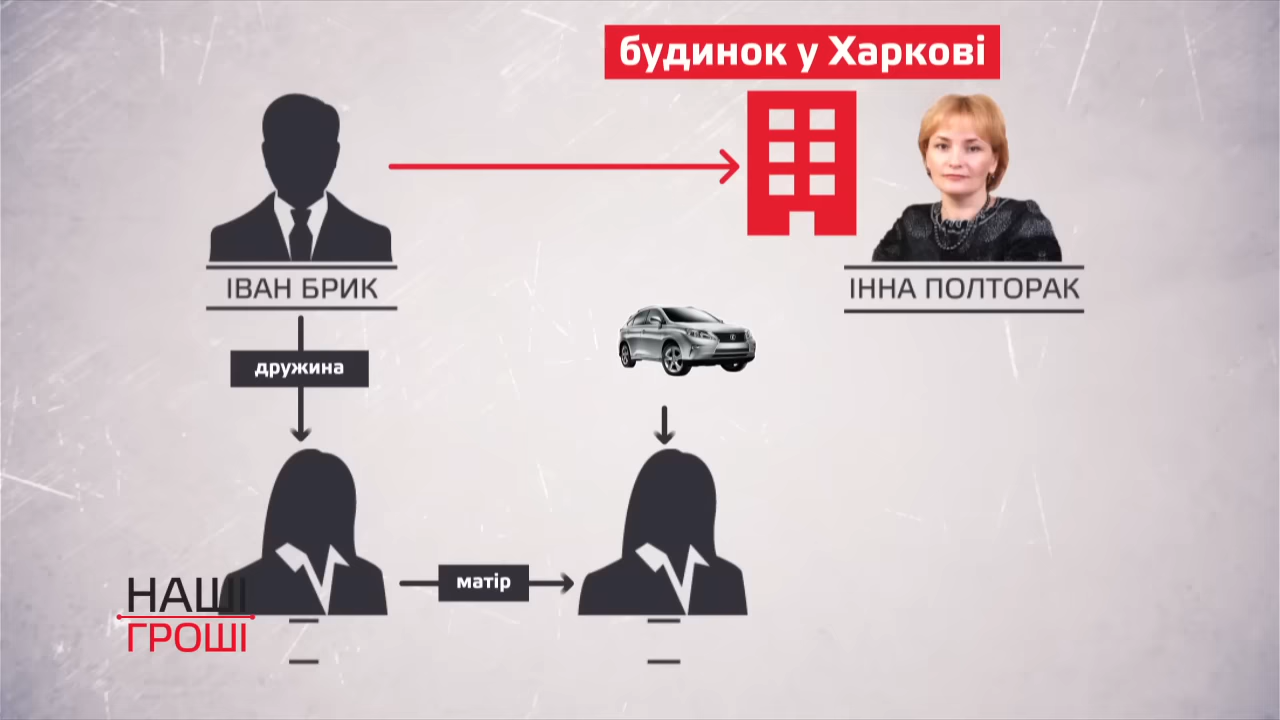 будинок у Харкові
ІВАН БРИК
ІННА ПОЛТОРАК
дружина
матір
НАШІ
ГРОШІ